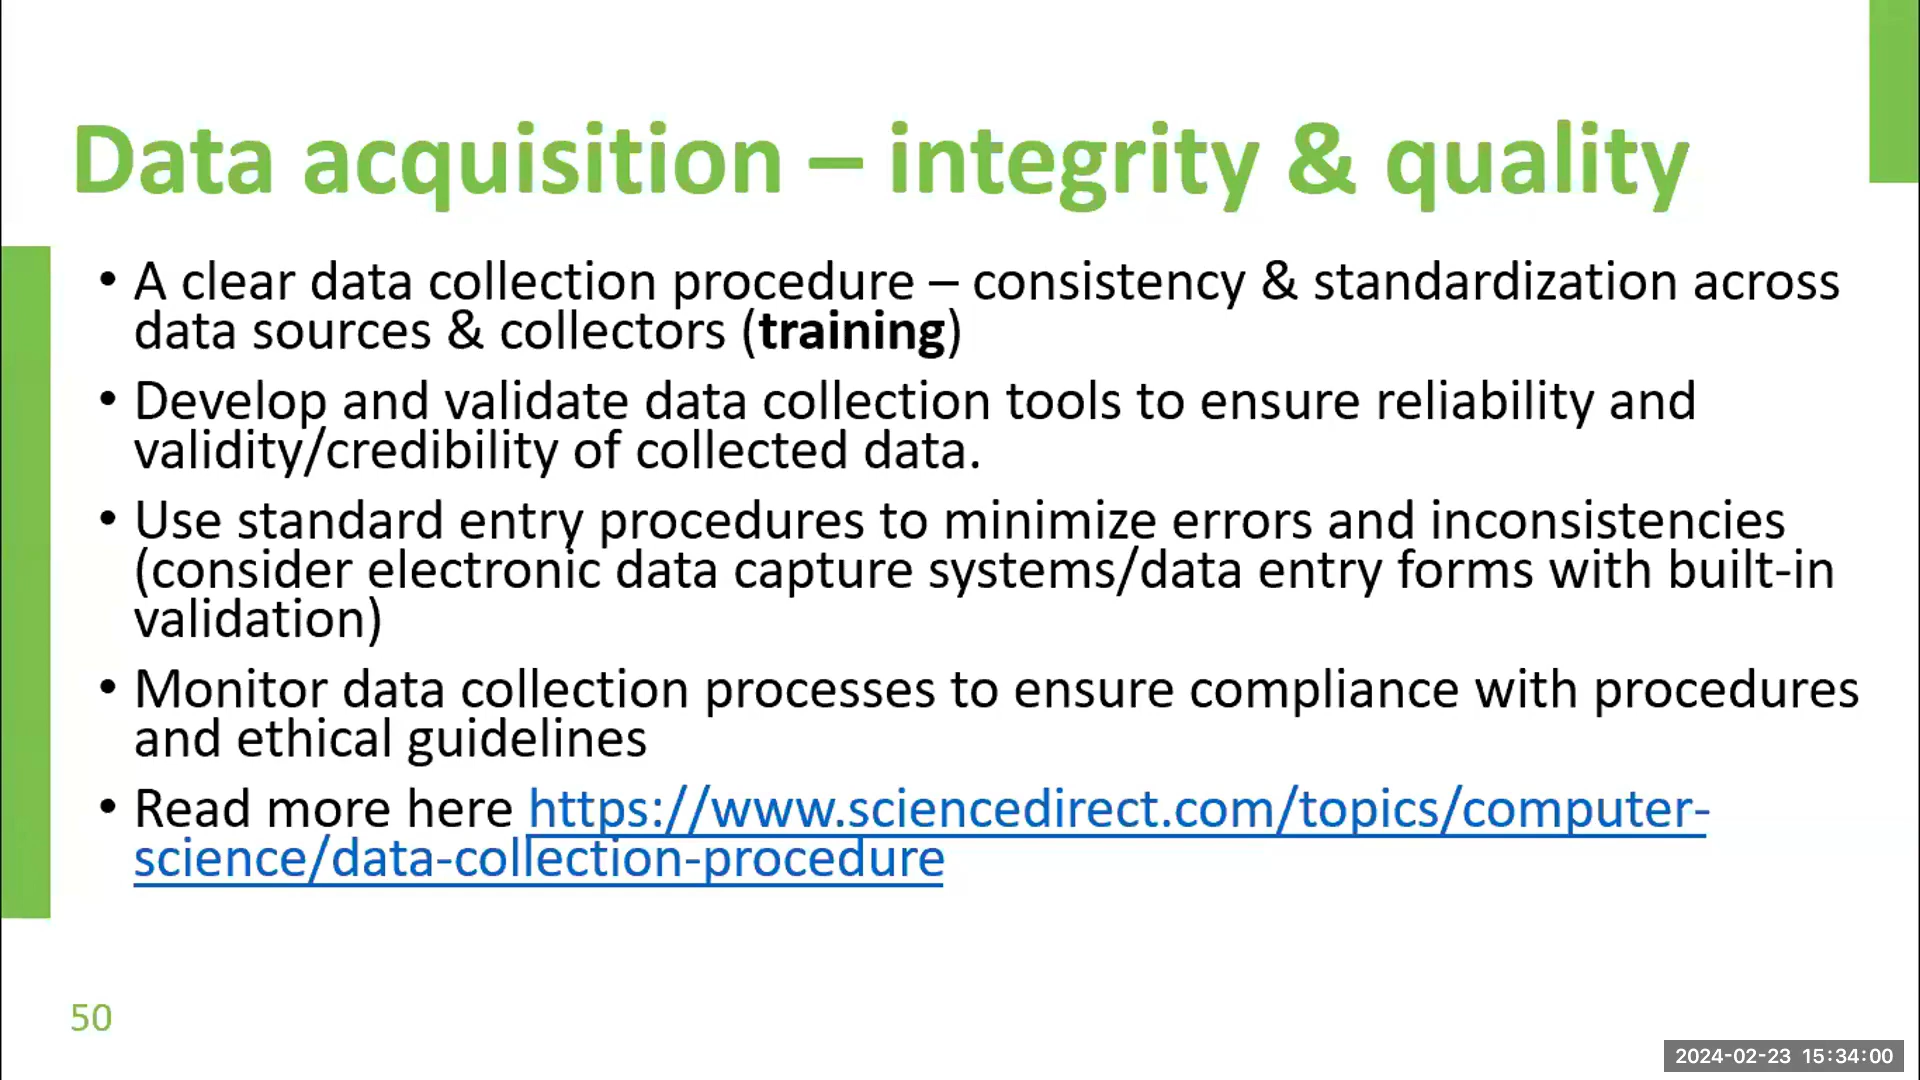 Data acquisition – integrity & quality
• A clear data collection procedure – consistency & standardization across
data sources & collectors (training)
• Develop and validate data collection tools to ensure reliability and
validity/credibility of collected data.
• Use standard entry procedures to minimize errors and inconsistencies
(consider electronic data capture systems/data entry forms with built-in
validation)
• Monitor data collection processes to ensure compliance with procedures
and ethical guidelines
• Read more here https://www.sciencedirect.com/topics/computer-
science/data-collection-procedure
50
2024-02-23 15:34:00